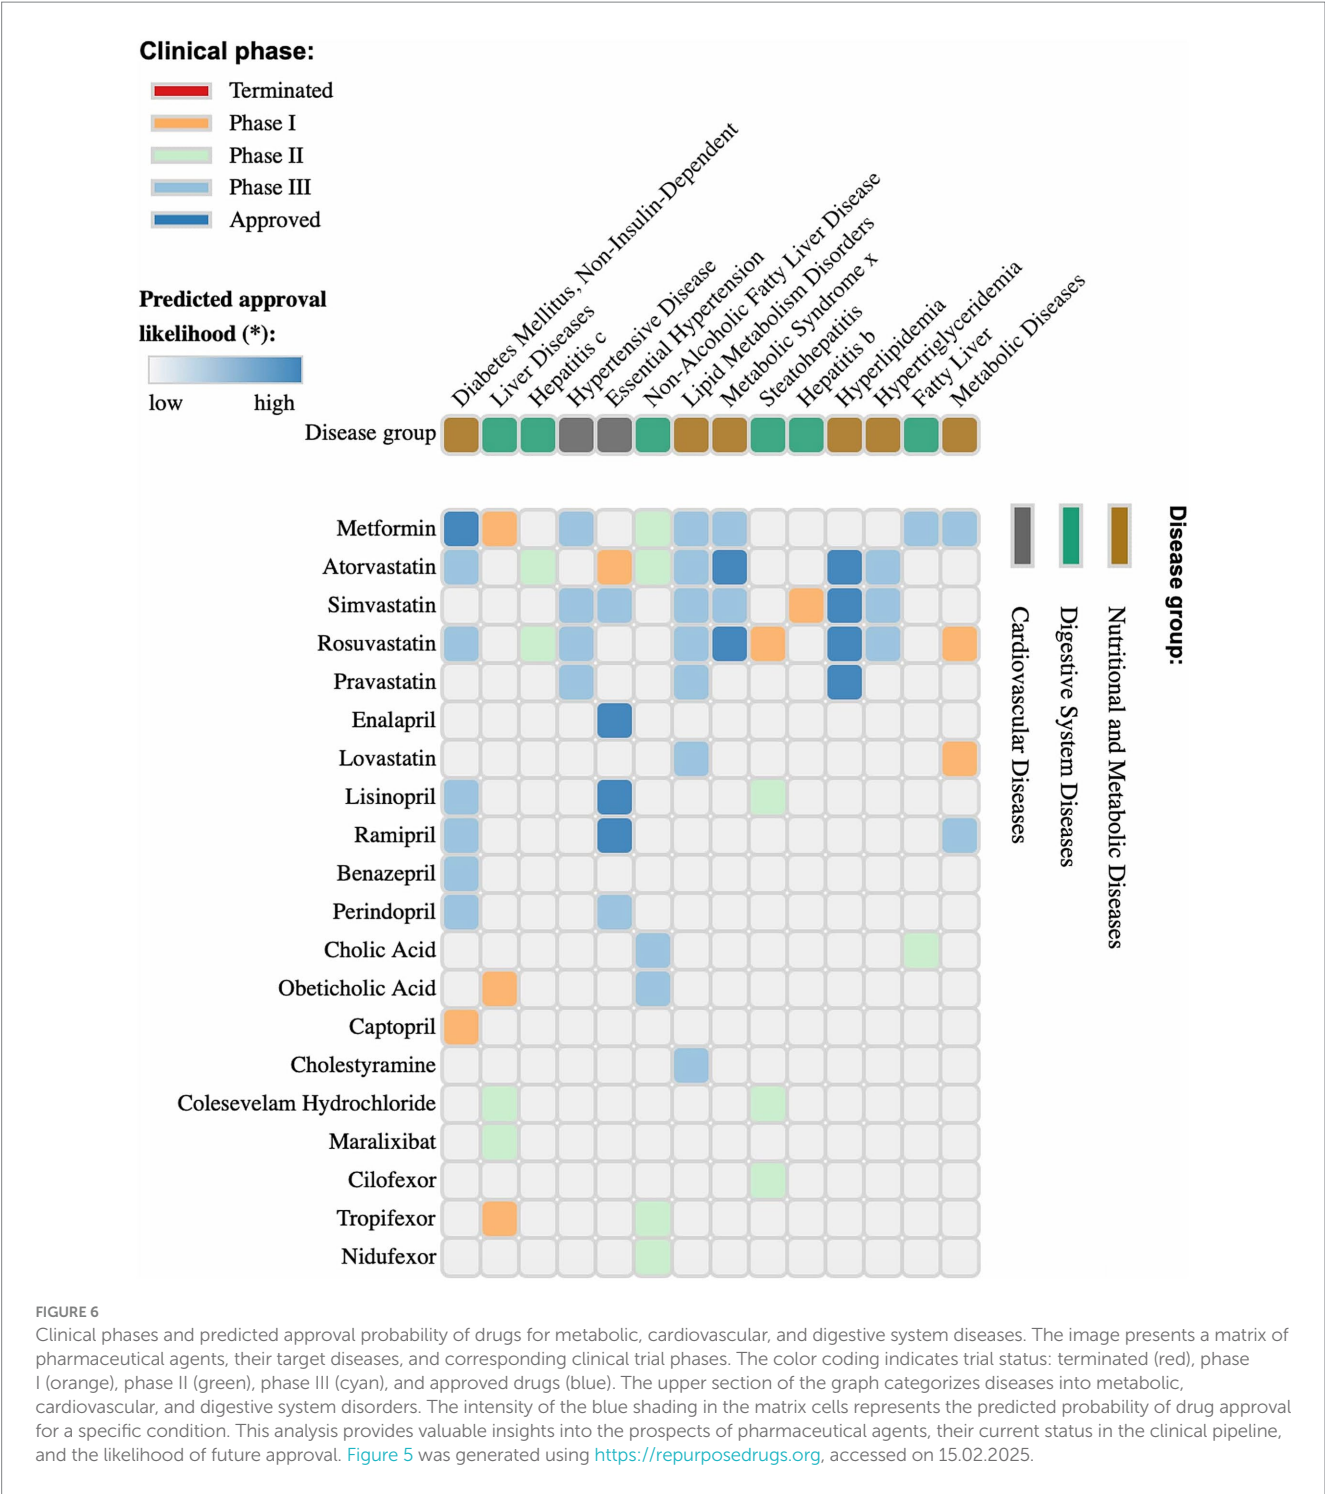 Clinical phase:
Terminated
Phase I
Phase II
Phase III
Approved
Predicted approval
likelihood (*):
low high
Diabetes Mellitus, Non-Insulin-Dependent
Liver Diseases
Hepatitis c
Hypertensive Disease
Essential Hypertension
Non-Alcoholic Fatty Liver Disease
Lipid Metabolism Disorders
Metabolic Syndrome x
Steatohepatitis
Hepatitis b
Hyperlipidemia
Hypertriglyceridemia
Fatty Liver
Metabolic Diseases
Disease group
Metformin
Atorvastatin
Simvastatin
Rosuvastatin
Pravastatin
Enalapril
Lovastatin
Lisinopril
Ramipril
Benazepril
Perindopril
Cholic Acid
Obeticholic Acid
Captopril
Cholestyramine
Colesevelam Hydrochloride
Maralixibat
Cilofexor
Tropifexor
Nidufexor
Disease group:
Nutritional and Metabolic Diseases
Digestive System Diseases
Cardiovascular Diseases
FIGURE 6
Clinical phases and predicted approval probability of drugs for metabolic, cardiovascular, and digestive system diseases. The image presents a matrix of
pharmaceutical agents, their target diseases, and corresponding clinical trial phases. The color coding indicates trial status: terminated (red), phase
I (orange), phase II (green), phase III (cyan), and approved drugs (blue). The upper section of the graph categorizes diseases into metabolic,
cardiovascular, and digestive system disorders. The intensity of the blue shading in the matrix cells represents the predicted probability of drug approval
for a specific condition. This analysis provides valuable insights into the prospects of pharmaceutical agents, their current status in the clinical pipeline,
and the likelihood of future approval. Figure 5 was generated using https://repurposedrugs.org, accessed on 15.02.2025.